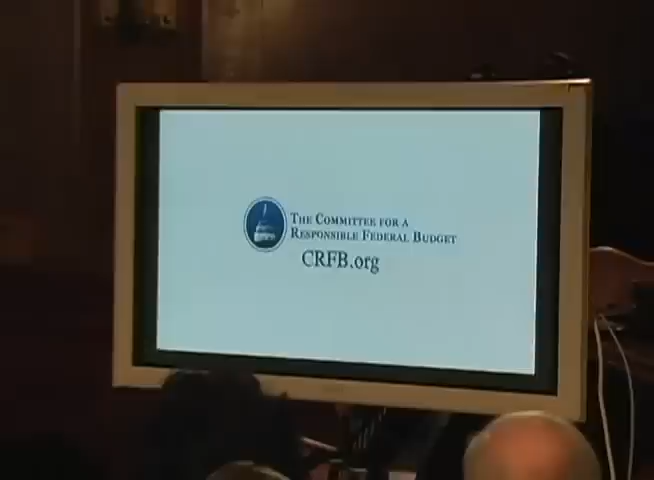 The Committee for a
Responsible Federal Budget
CRFB.org